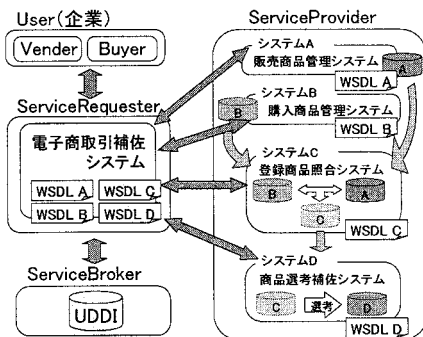 User(企業)
Vender
Buyer
ServiceRequester
電子商取引補佐
システム
WSDL A
WSDL C
WSDL B
WSDL D
ServiceBroker
UDDI
ServiceProvider
システムA
販売商品管理システム
A
WSDL A
システムB
B
購入商品管理システム
WSDL B
システムC
登録商品照合システム
B
A
C
WSDL C
システムD
商品選考補佐システム
C
選考
D
WSDL D